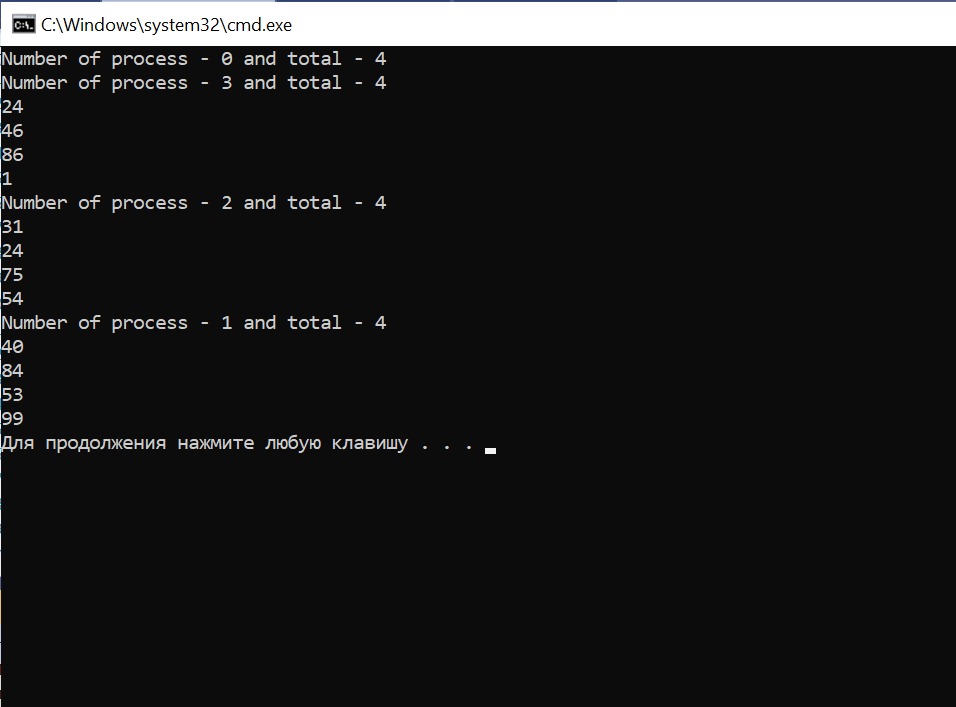 C:\Windows\system32\cmd.exe
Number of process - 0 and total - 4
Number of process - 3 and total - 4
24
46
86
1
Number of process - 2 and total - 4
31
24
75
54
Number of process - 1 and total - 4
40
84
53
99
Для продолжения нажмите любую клавишу . . .